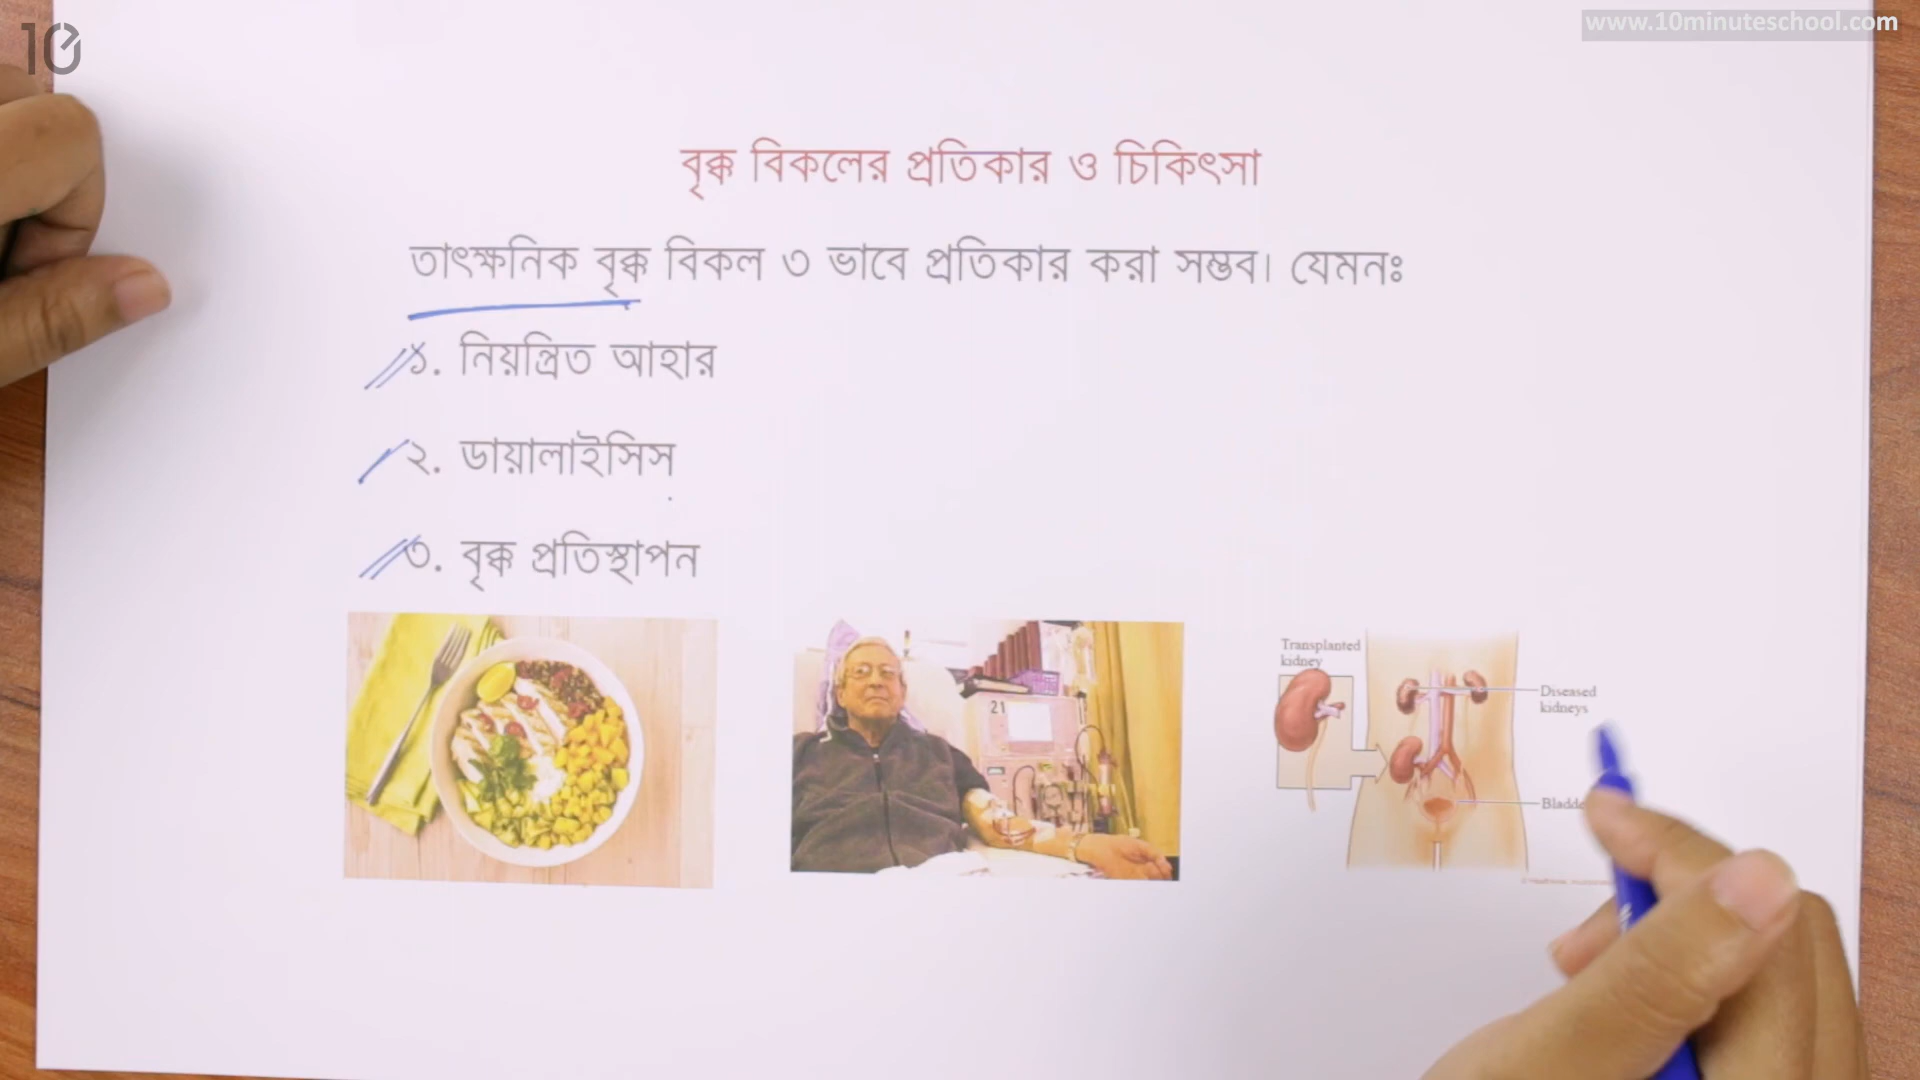 10
www.10minuteschool.com
বৃক্ক বিকলের প্রতিকার ও চিকিৎসা
তাৎক্ষনিক বৃক্ক বিকল ৩ ভাবে প্রতিকার করা সম্ভব। যেমনঃ
১. নিয়ন্ত্রিত আহার
২. ডায়ালাইসিস
৩. বৃক্ক প্রতিস্থাপন
21
Transplanted
kidney
Diseased
kidneys